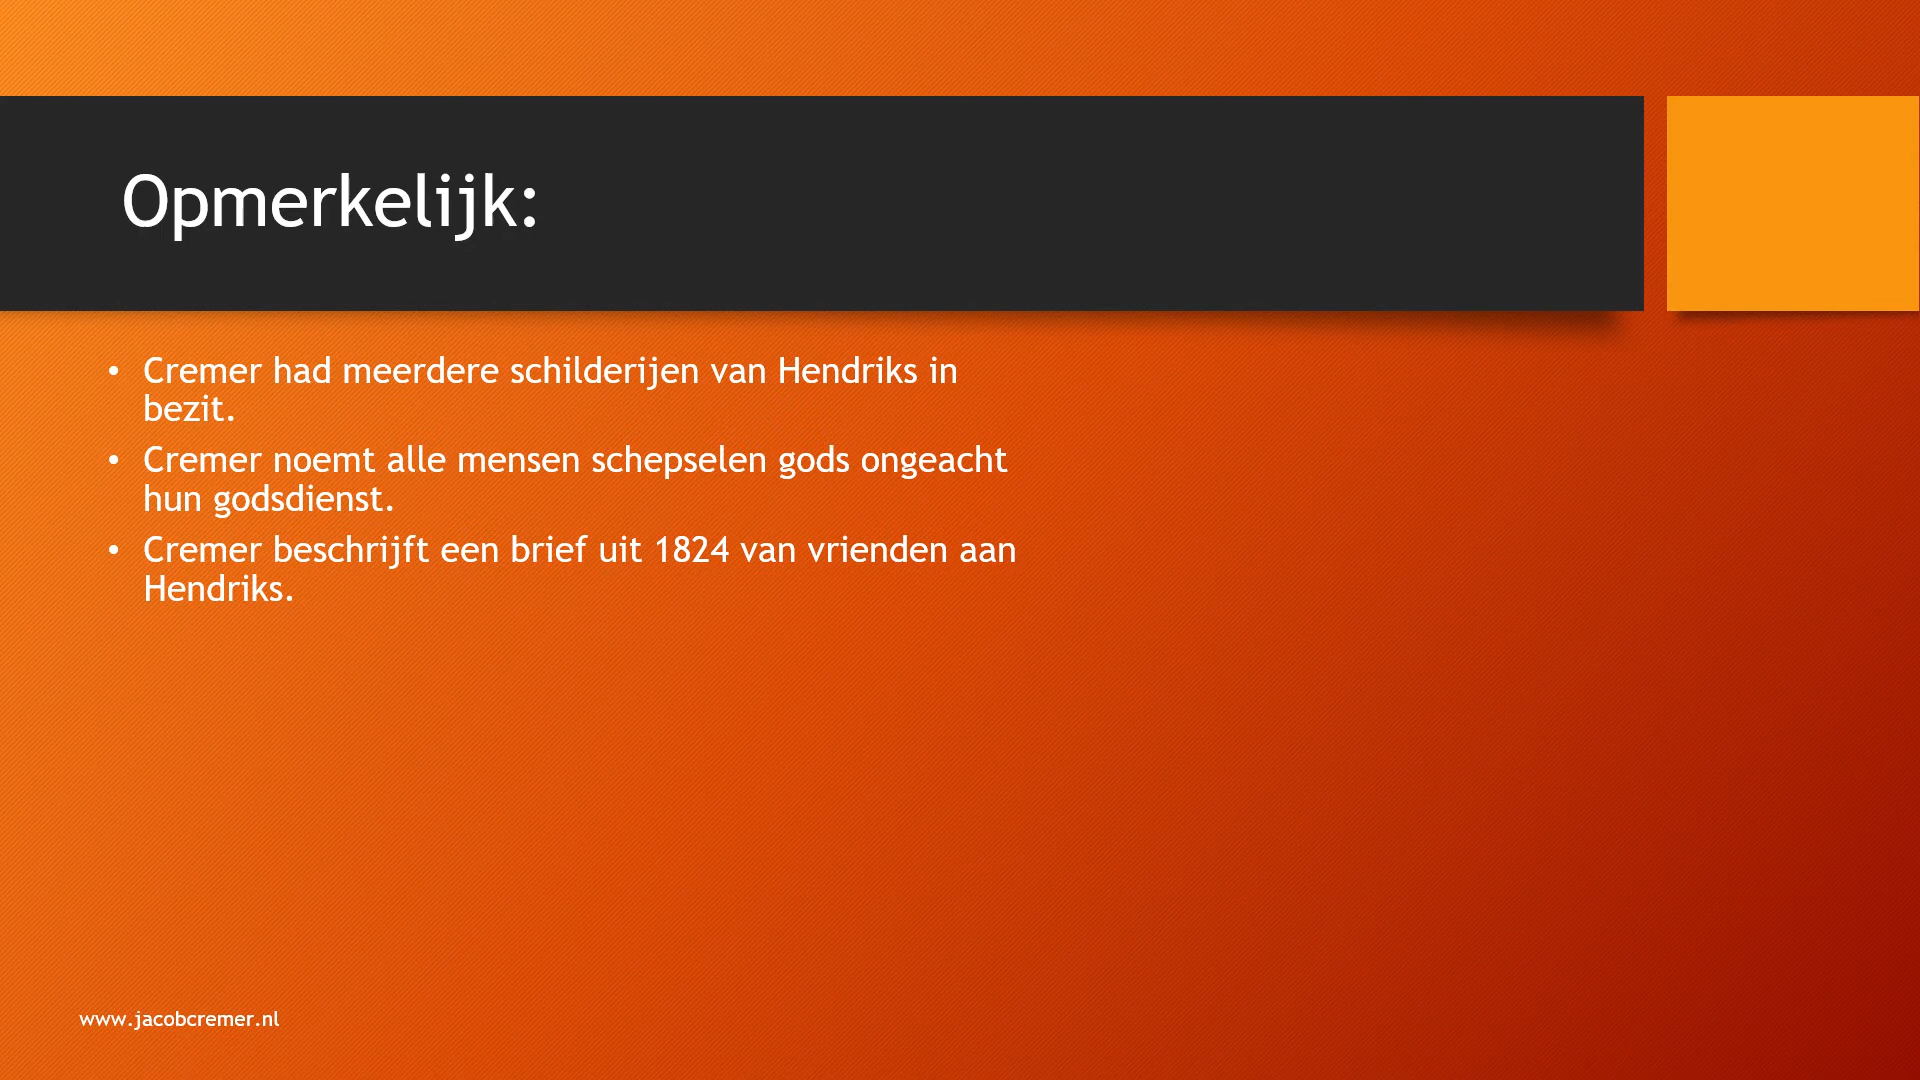 Opmerkelijk:
• Cremer had meerdere schilderijen van Hendriks in
bezit.
• Cremer noemt alle mensen schepselen gods ongeacht
hun godsdienst.
• Cremer beschrijft een brief uit 1824 van vrienden aan
Hendriks.
www.jacobcremer.nl